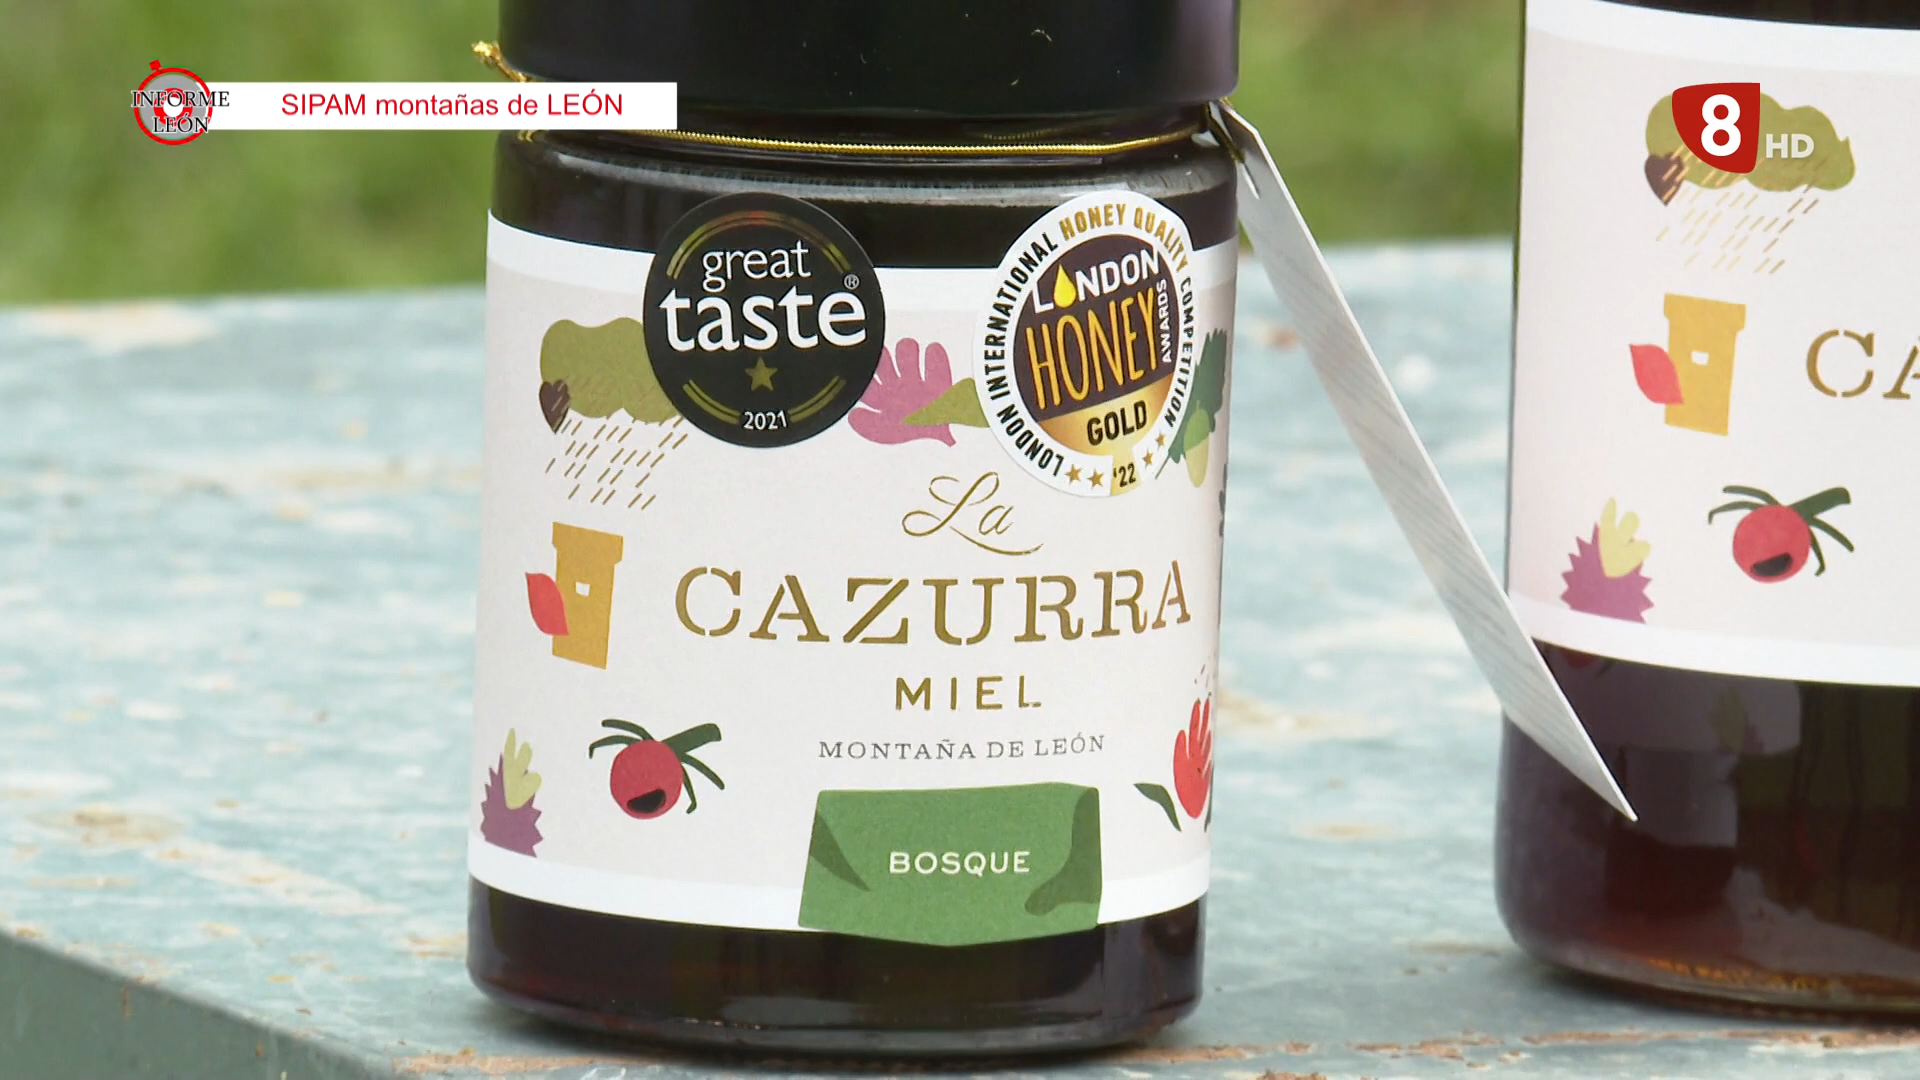 INFORME
LEÓN
SIPAM montañas de LEÓN
8 HD
great
taste®
2021
LONDON INTERNATIONAL HONEY QUALITY COMPETITION
LONDON
HONEY
AWARDS
GOLD
'22
La
CAZURRA
MIEL
MONTAÑA DE LEÓN
BOSQUE
CA